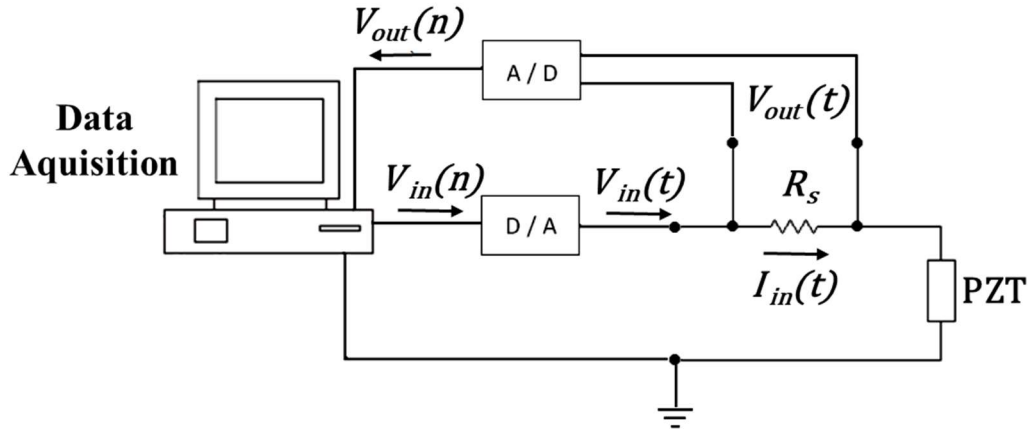 V_out(n)
A / D
Data
Aquisition
V_out(t)
V_in(n)
V_in(t)
R_s
D / A
I_in(t)
PZT